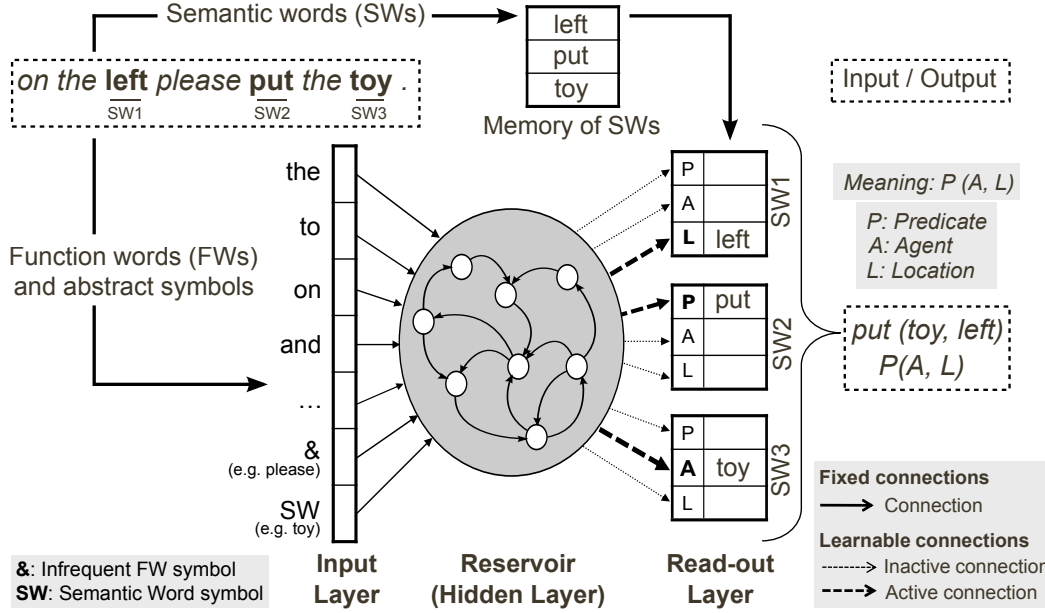 Semantic words (SWs)
left
put
toy
Memory of SWs
on the left please put the toy .
SW1 SW2 SW3
Input / Output
Function words (FWs)
and abstract symbols
the
to
on
and
...
&
(e.g. please)
SW
(e.g. toy)
P
A
L left
SW1
P put
A
L
SW2
P
A toy
L
SW3
Meaning: P (A, L)
P: Predicate
A: Agent
L: Location
put (toy, left)
P(A, L)
Fixed connections
Connection
Learnable connections
Inactive connection
Active connection
&: Infrequent FW symbol
SW: Semantic Word symbol
Input
Layer
Reservoir
(Hidden Layer)
Read-out
Layer